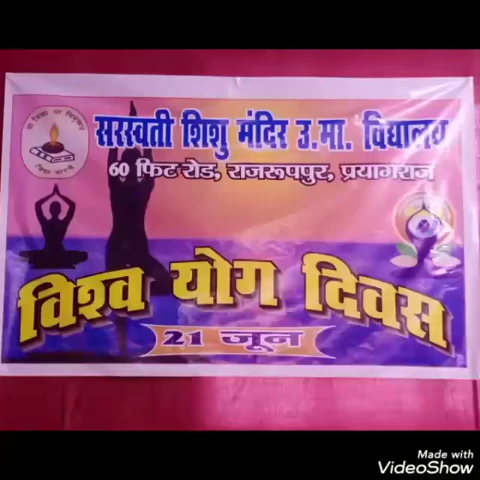 सरस्वती शिशु मंदिर उ.मा. विद्यालय
60 फिट रोड, राजरूपपुर, प्रयागराज
विश्व योग दिवस
21 जून
Made with
VideoShow